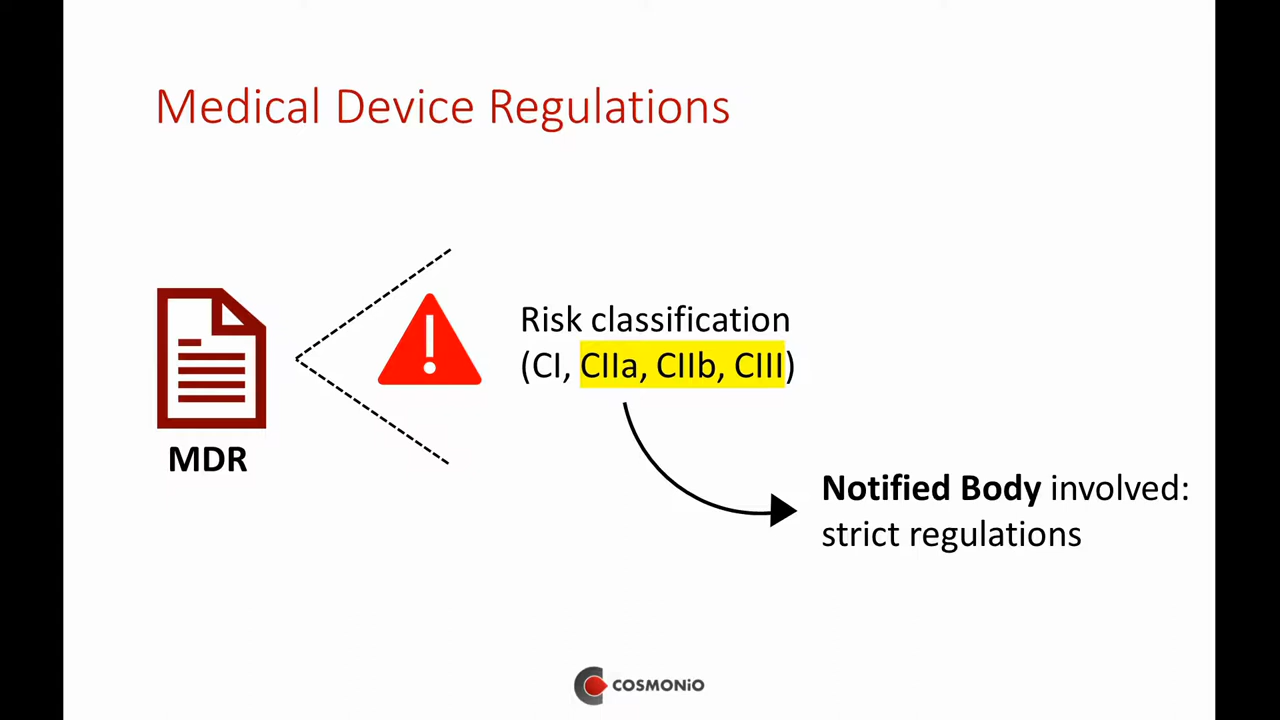 Medical Device Regulations
MDR
Risk classification
(CI, CIIa, CIIb, CIII)
Notified Body involved:
strict regulations
COSMONiO